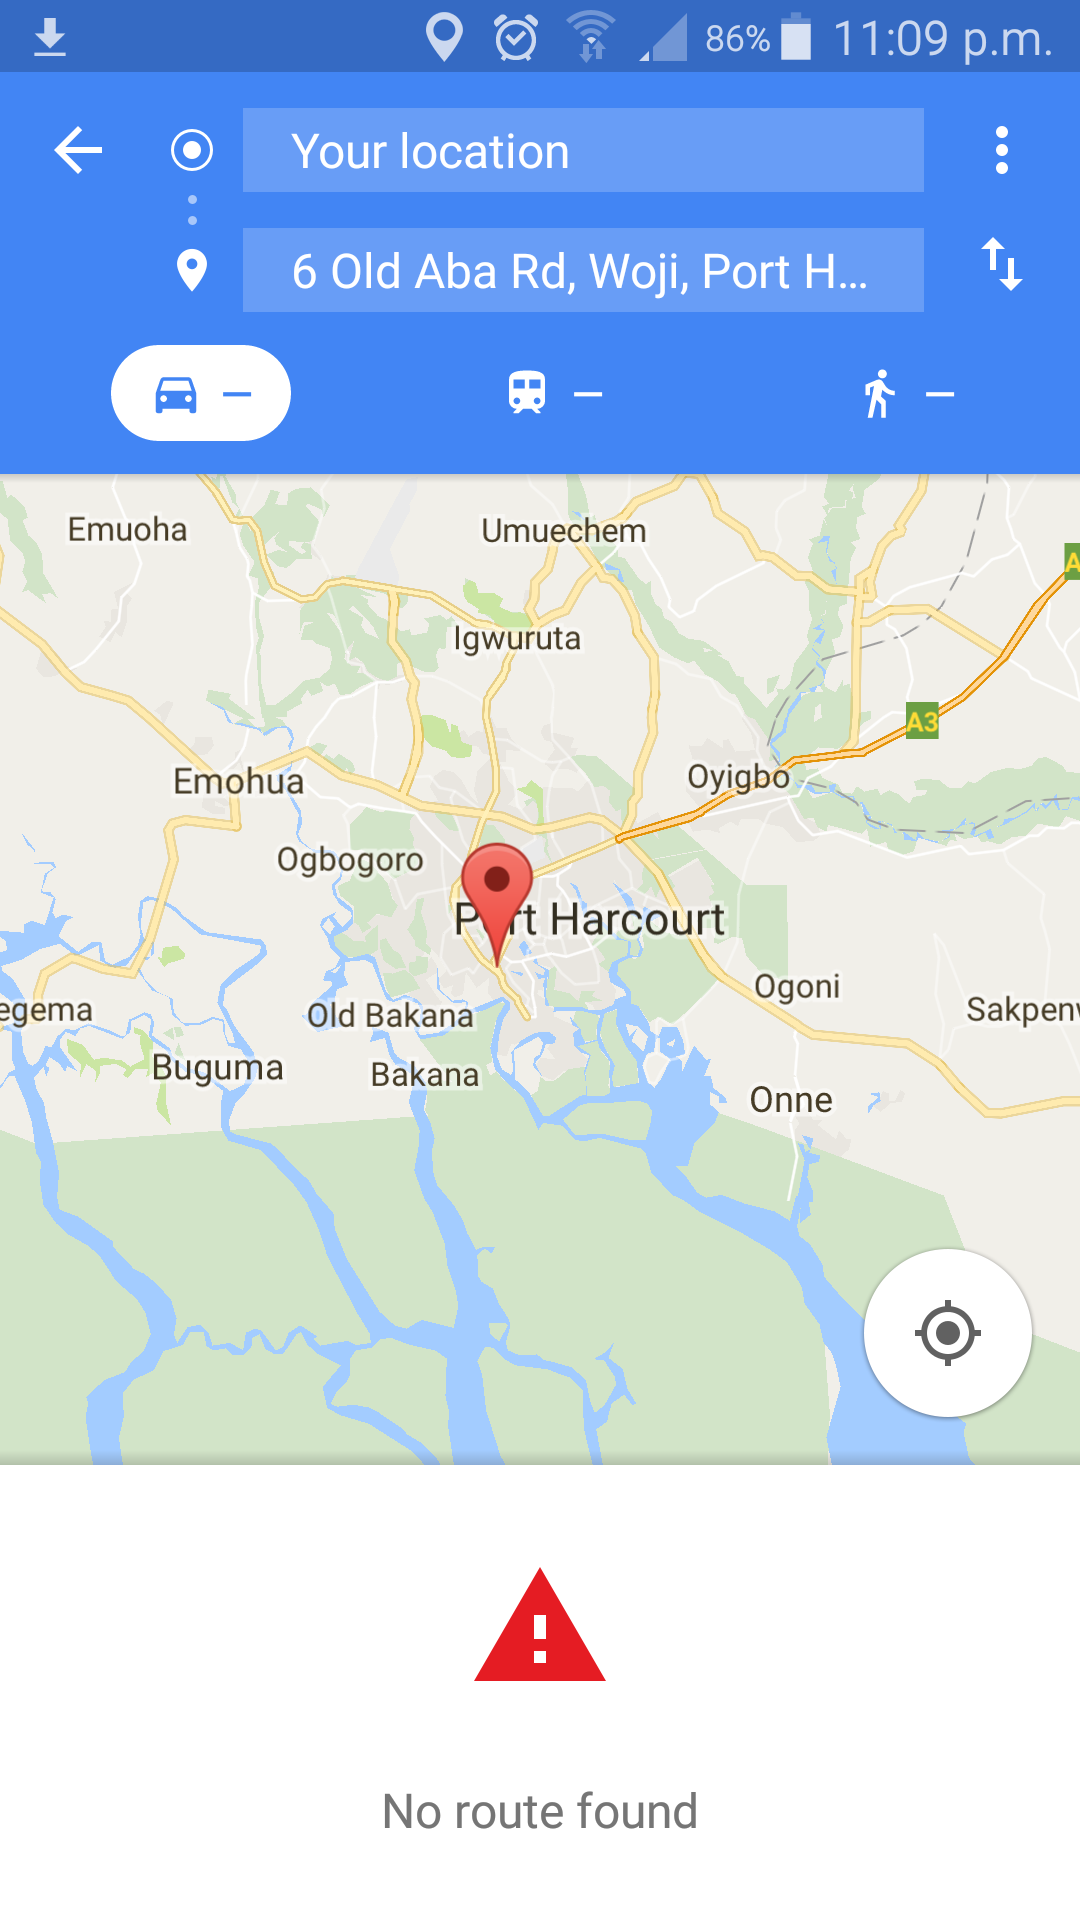 86% 11:09 p.m.
Your location
6 Old Aba Rd, Woji, Port H...
Emuoha
Umuechem
A
Igwuruta
A3
Oyigbo
Emohua
Ogbogoro
Port Harcourt
Ogoni
egema
Old Bakana
Sakpenw
Buguma
Bakana
Onne
No route found